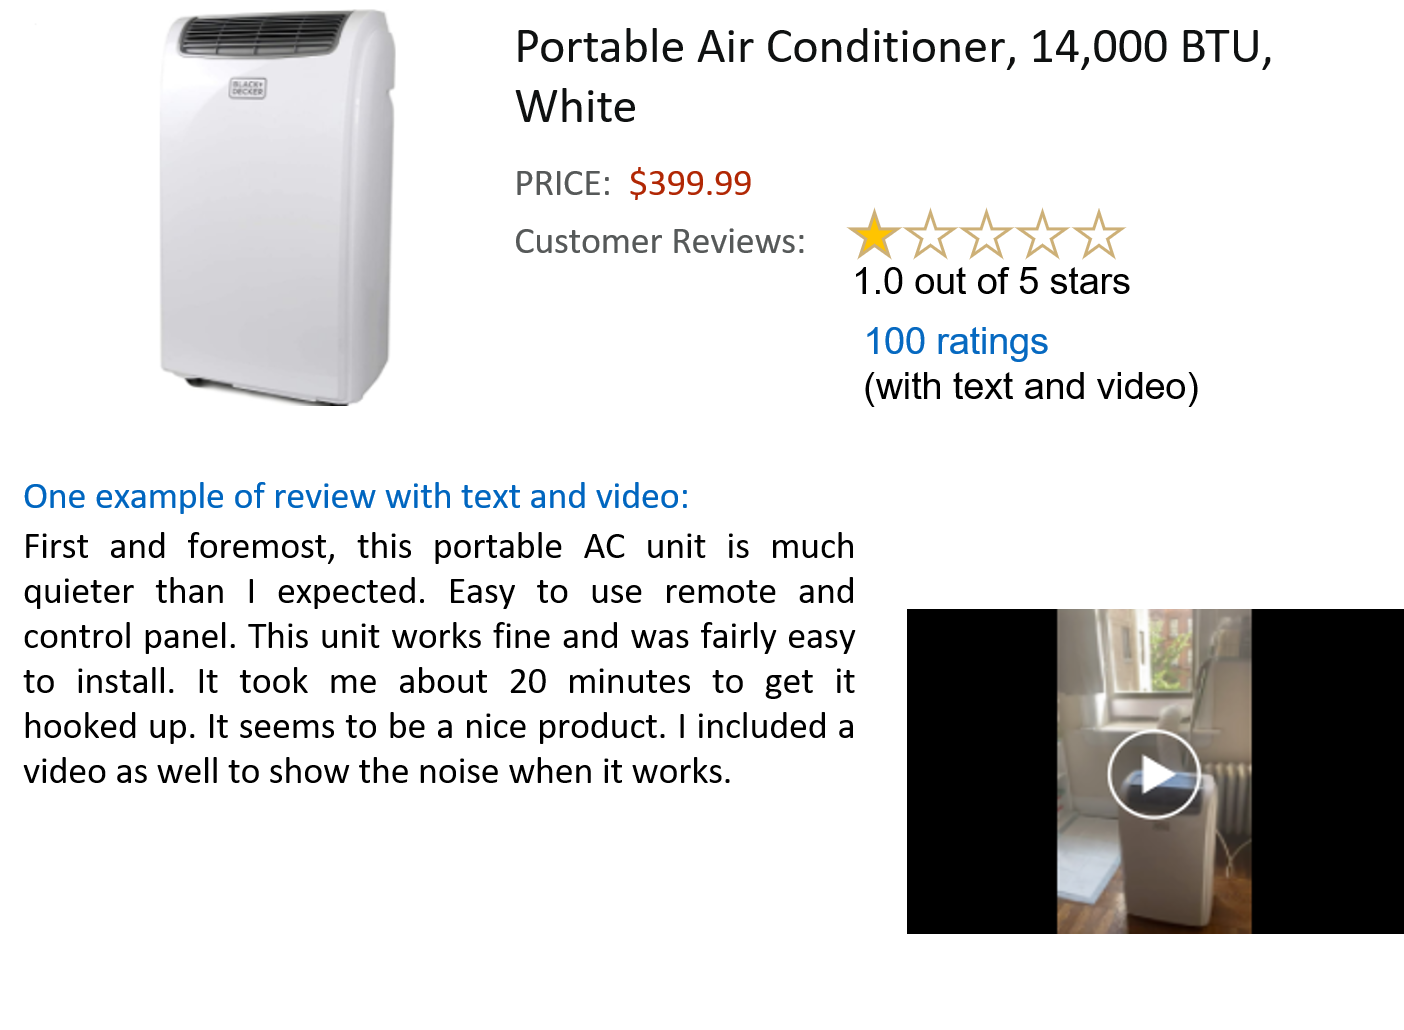 BLACK+
DECKER
Portable Air Conditioner, 14,000 BTU,
White
PRICE: $399.99
Customer Reviews:
1.0 out of 5 stars
100 ratings
(with text and video)
One example of review with text and video:
First and foremost, this portable AC unit is much
quieter than I expected. Easy to use remote and
control panel. This unit works fine and was fairly easy
to install. It took me about 20 minutes to get it
hooked up. It seems to be a nice product. I included a
video as well to show the noise when it works.